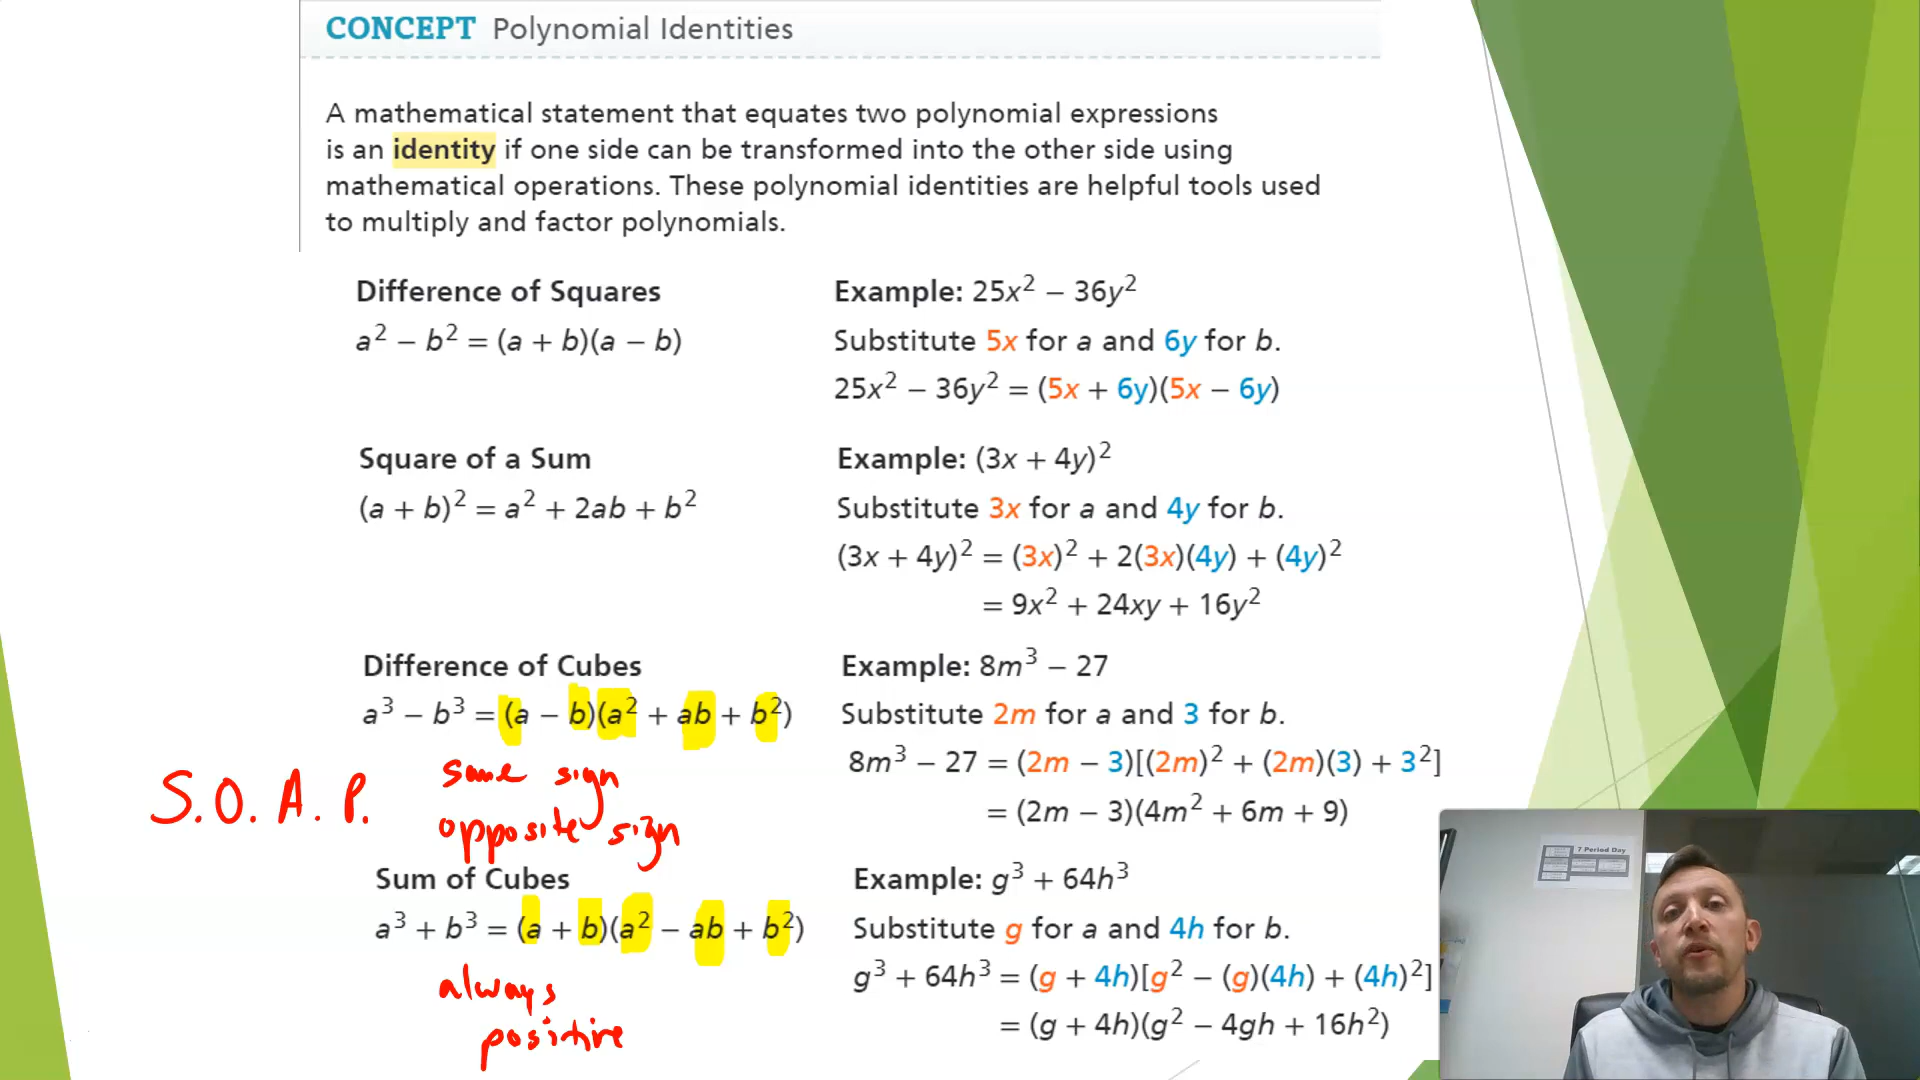 CONCEPT Polynomial Identities
A mathematical statement that equates two polynomial expressions
is an identity if one side can be transformed into the other side using
mathematical operations. These polynomial identities are helpful tools used
to multiply and factor polynomials.
Difference of Squares
a² – b² = (a + b)(a – b)
Example: 25x² – 36y²
Substitute 5x for a and 6y for b.
25x² – 36y² = (5x + 6y)(5x – 6y)
Square of a Sum
(a + b)² = a² + 2ab + b²
Example: (3x + 4y)²
Substitute 3x for a and 4y for b.
(3x + 4y)² = (3x)² + 2(3x)(4y) + (4y)²
= 9x² + 24xy + 16y²
Difference of Cubes
a³ – b³ = (a – b)(a² + ab + b²)
Example: 8m³ – 27
Substitute 2m for a and 3 for b.
8m³ – 27 = (2m – 3)[(2m)² + (2m)(3) + 3²]
= (2m – 3)(4m² + 6m + 9)
S.O.A.P.
same sign
opposite sign
Sum of Cubes
a³ + b³ = (a + b)(a² – ab + b²)
always
positive
Example: g³ + 64h³
Substitute g for a and 4h for b.
g³ + 64h³ = (g + 4h)[g² – (g)(4h) + (4h)²]
= (g + 4h)(g² – 4gh + 16h²)
7 Period Day